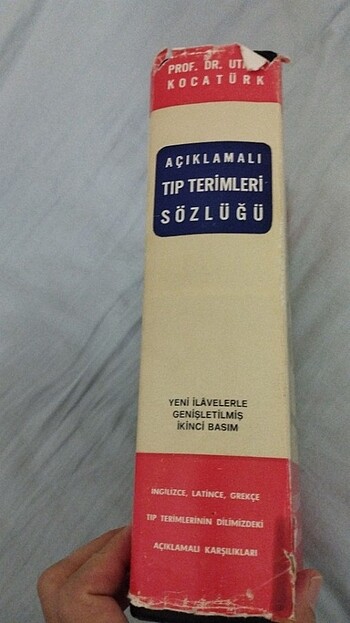 PROF. DR. UT
KOCATÜRK
AÇIKLAMALI
TIP TERİMLERİ
SÖZLÜĞÜ
YENİ İLÂVELERLE
GENİŞLETİLMİŞ
İKİNCİ BASIM
İNGİLİZCE, LATİNCE, GREKÇE
TIP TERİMLERİNİN DİLİMİZDEKİ
AÇIKLAMALI KARŞILIKLARI